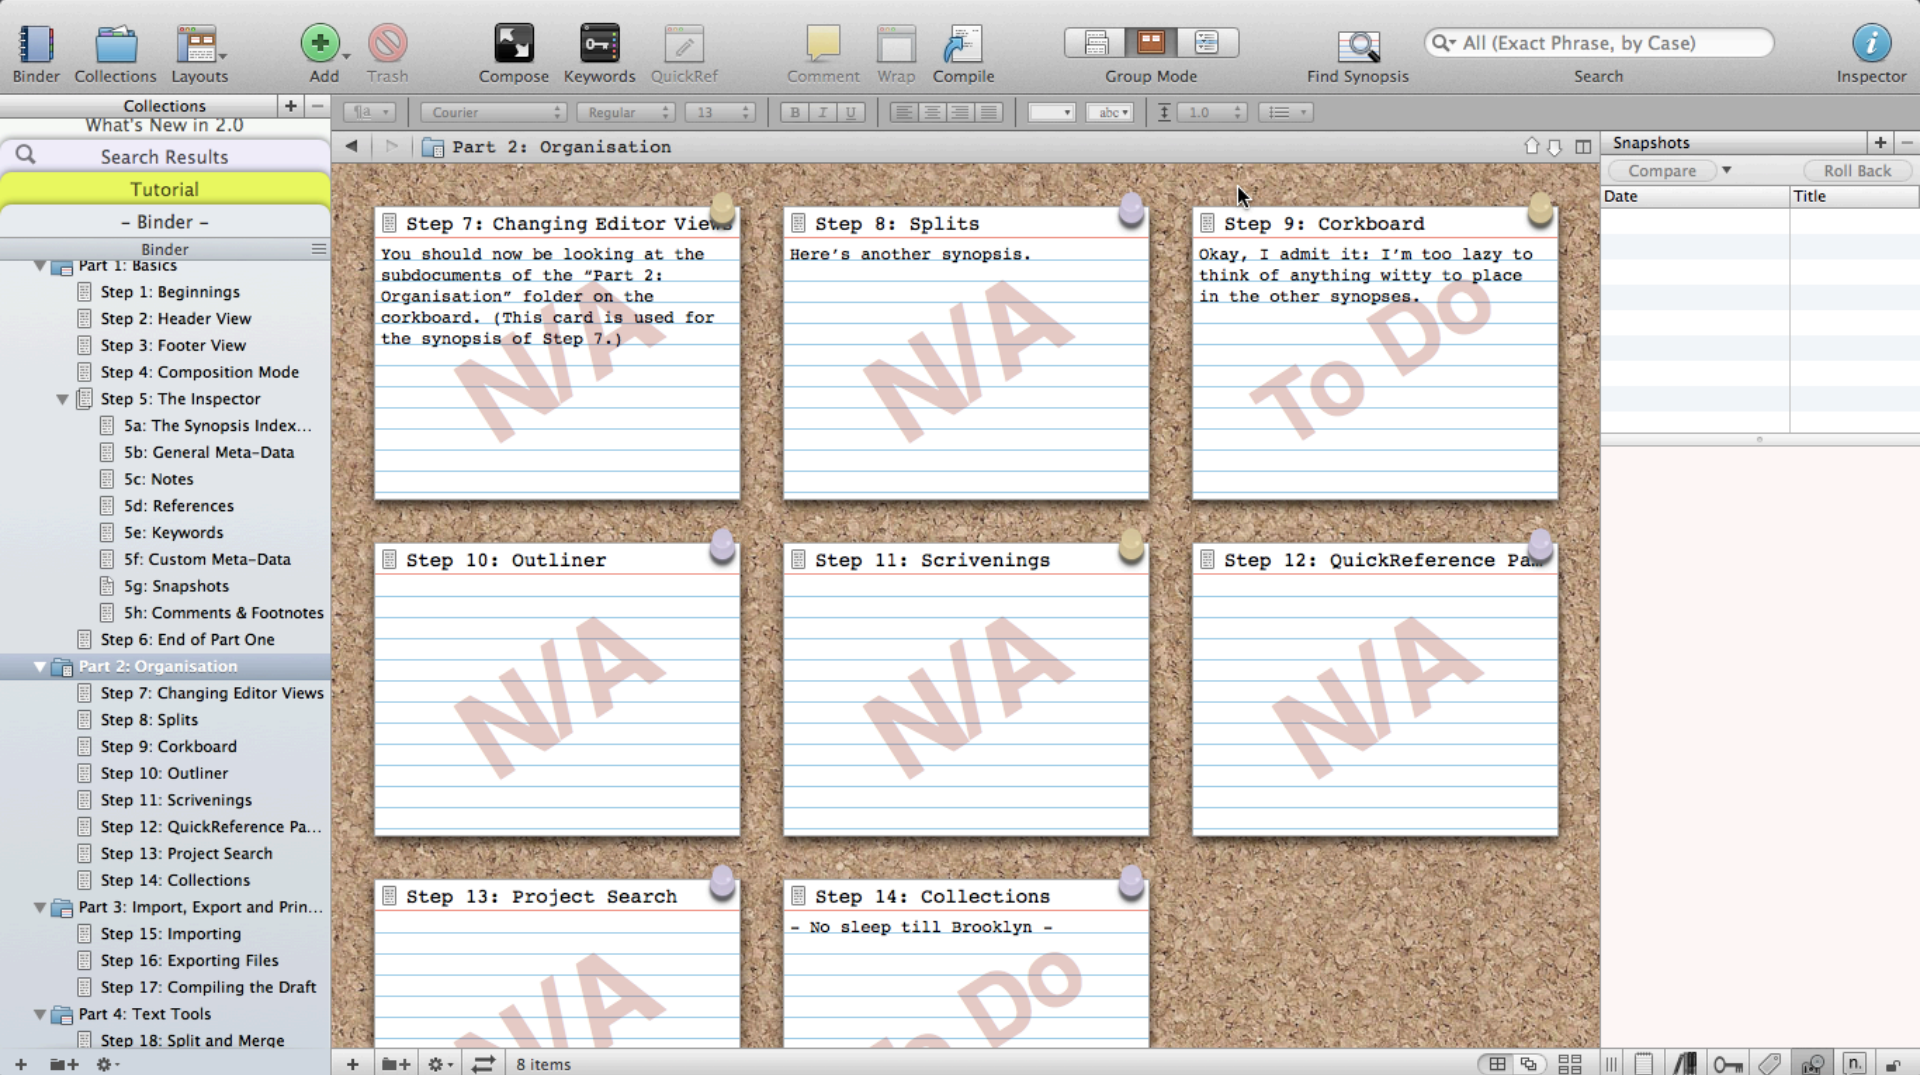 Binder
Collections
Layouts
Add
Trash
Compose
Keywords
QuickRef
Comment
Wrap
Compile
Group Mode
Find Synopsis
All (Exact Phrase, by Case)
Search
Inspector
Collections
What's New in 2.0
Search Results
Tutorial
– Binder –
Binder
Part 1: Basics
Step 1: Beginnings
Step 2: Header View
Step 3: Footer View
Step 4: Composition Mode
Step 5: The Inspector
5a: The Synopsis Index...
5b: General Meta-Data
5c: Notes
5d: References
5e: Keywords
5f: Custom Meta-Data
5g: Snapshots
5h: Comments & Footnotes
Step 6: End of Part One
Part 2: Organisation
Step 7: Changing Editor Views
Step 8: Splits
Step 9: Corkboard
Step 10: Outliner
Step 11: Scrivenings
Step 12: QuickReference Pa...
Step 13: Project Search
Step 14: Collections
Part 3: Import, Export and Prin...
Step 15: Importing
Step 16: Exporting Files
Step 17: Compiling the Draft
Part 4: Text Tools
Step 18: Split and Merge
¶a
Courier
Regular
13
B I U
abc
1.0
Part 2: Organisation
Step 7: Changing Editor Views
You should now be looking at the
subdocuments of the “Part 2:
Organisation” folder on the
corkboard. (This card is used for
the synopsis of Step 7.)
N/A
Step 8: Splits
Here’s another synopsis.
N/A
Step 9: Corkboard
Okay, I admit it: I’m too lazy to
think of anything witty to place
in the other synopses.
To Do
Step 10: Outliner
N/A
Step 11: Scrivenings
N/A
Step 12: QuickReference Pa…
N/A
Step 13: Project Search
N/A
Step 14: Collections
– No sleep till Brooklyn –
To Do
8 items
Snapshots
Compare
Roll Back
Date
Title
n.